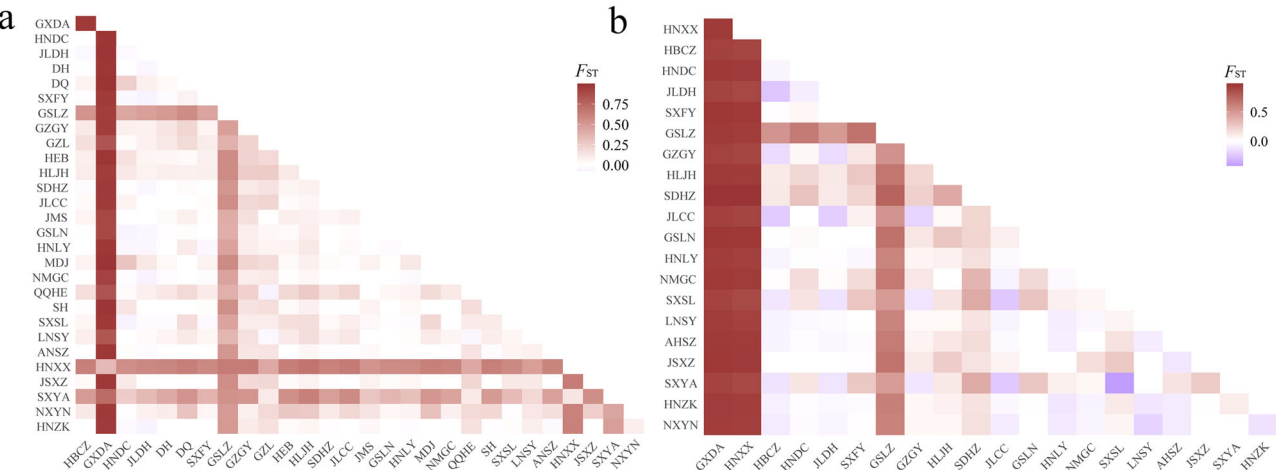 a
GXDA
HNDC
JLDH
DH
DQ
SXFY
GSLZ
GZGY
GZL
HEB
HLJH
SDHZ
JLCC
JMS
GSLN
HNLY
MDJ
NMGC
QQHE
SH
SXSL
LNSY
ANSZ
HNXX
JSXZ
SXYA
NXYN
HNZK
HBCZ GXDA HNDC JLDH DH DQ SXFY GSLZ GZGY GZL HEB HLJH SDHZ JLCC JMS GSLN HNLY MDJ NMGC QQHE SH SXSL LNSY ANSZ HNXX JSXZ SXYA NXYN
FST
0.75
0.50
0.25
0.00
b
HNXX
HBCZ
HNDC
JLDH
SXFY
GSLZ
GZGY
HLJH
SDHZ
JLCC
GSLN
HNLY
NMGC
SXSL
LNSY
AHSZ
JSXZ
SXYA
HNZK
NXYN
GXDA HNXX HBCZ HNDC JLDH SXFY GSLZ GZGY HLJH SDHZ JLCC GSLN HNLY NMGC SXSL LNSY AHSZ JSXZ SXYA HNZK
FST
0.5
0.0